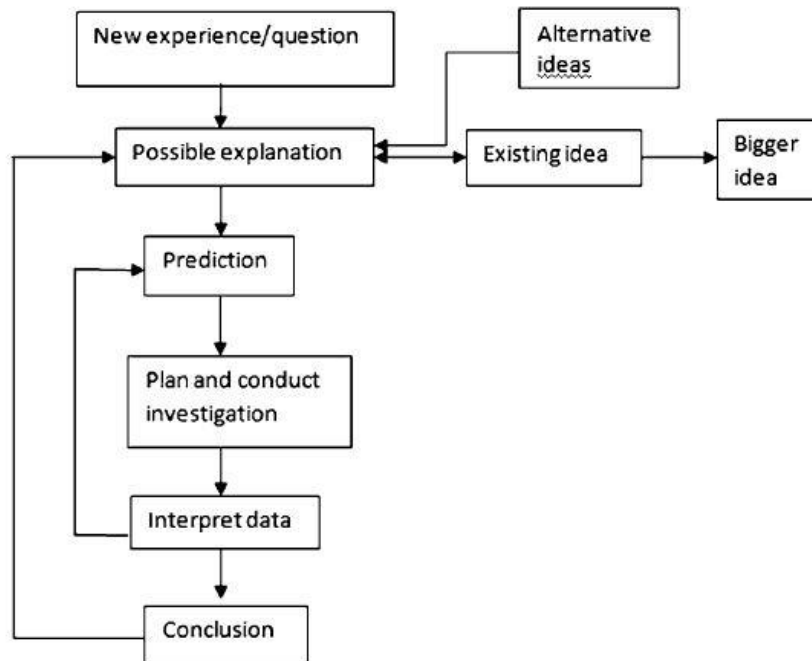 New experience/question
Alternative
ideas
Possible explanation
Existing idea
Bigger
idea
Prediction
Plan and conduct
investigation
Interpret data
Conclusion